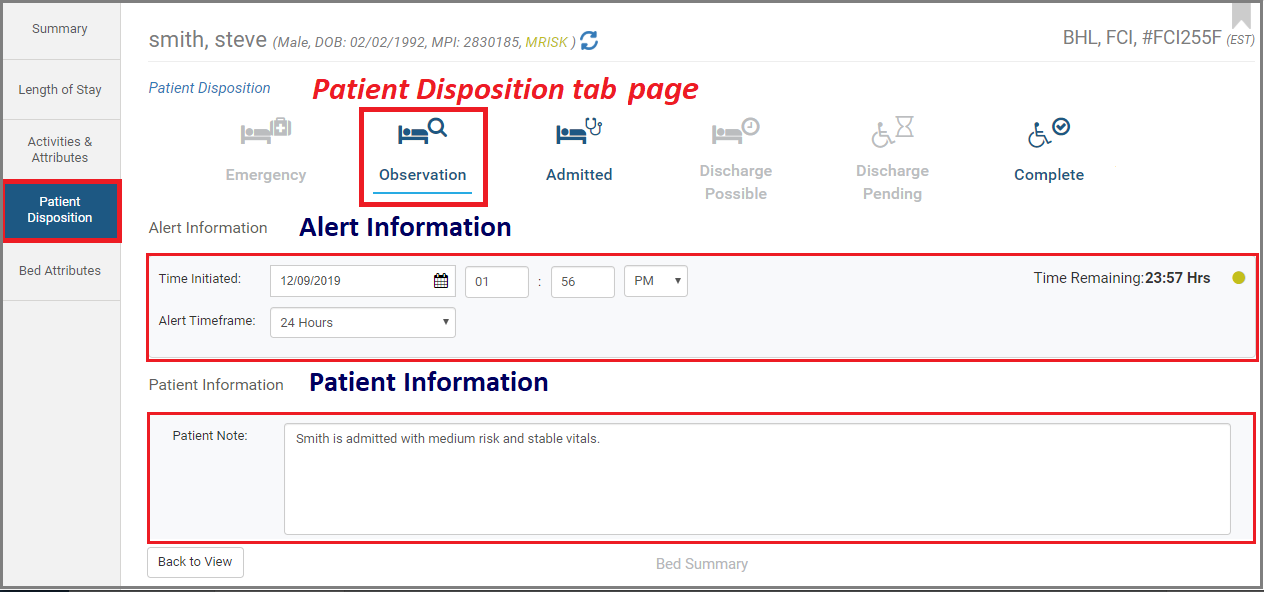 Summary
Length of Stay
Activities &
Attributes
Patient
Disposition
Bed Attributes
smith, steve (Male, DOB: 02/02/1992, MPI: 2830185, MRISK )
BHL, FCI, #FCI255F (EST)
Patient Disposition
Patient Disposition tab page
Emergency
Observation
Admitted
Discharge
Possible
Discharge
Pending
Complete
Alert Information
Alert Information
Time Initiated:
12/09/2019
01
:
56
PM
Time Remaining:23:57 Hrs
Alert Timeframe:
24 Hours
Patient Information
Patient Information
Patient Note:
Smith is admitted with medium risk and stable vitals.
Back to View
Bed Summary